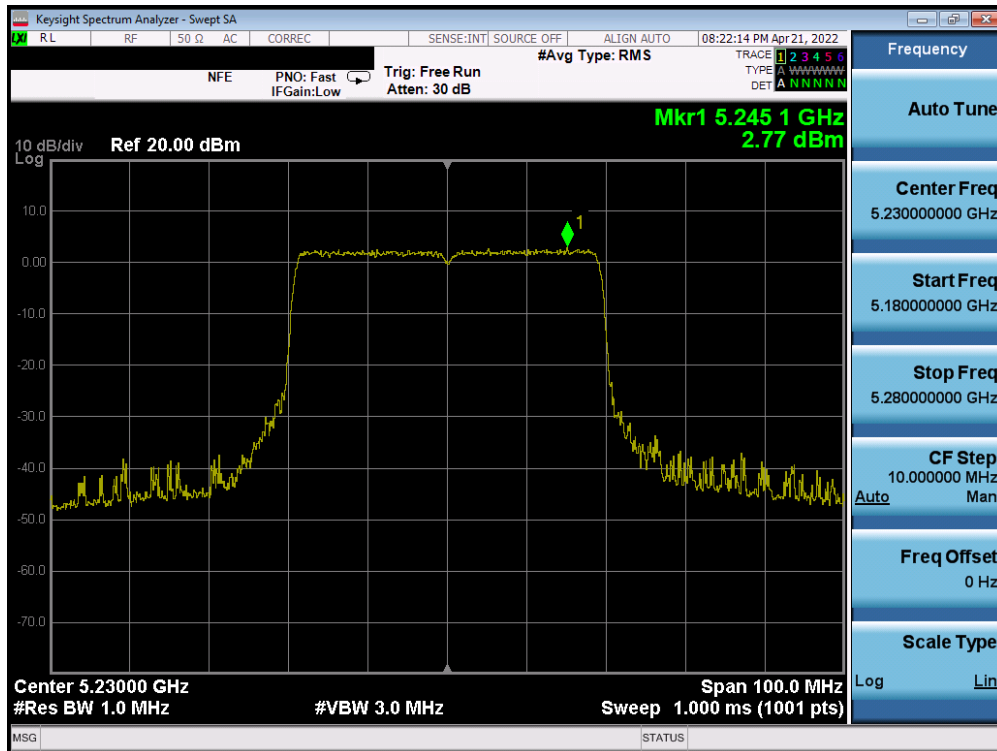 Keysight Spectrum Analyzer - Swept SA
LXI RL RF 50 Ω AC CORREC SENSE:INT SOURCE OFF ALIGN AUTO 08:22:14 PM Apr 21, 2022
NFE PNO: Fast Trig: Free Run #Avg Type: RMS TRACE 1 2 3 4 5 6
TYPE A WWWWW
IFGain:Low Atten: 30 dB DET A N N N N N
Frequency
Mkr1 5.245 1 GHz
2.77 dBm
10 dB/div Ref 20.00 dBm
Log
10.0
0.00
-10.0
-20.0
-30.0
-40.0
-50.0
-60.0
-70.0
1
Center 5.23000 GHz Span 100.0 MHz
#Res BW 1.0 MHz #VBW 3.0 MHz Sweep 1.000 ms (1001 pts)
MSG STATUS
Auto Tune
Center Freq
5.230000000 GHz
Start Freq
5.180000000 GHz
Stop Freq
5.280000000 GHz
CF Step
10.000000 MHz
Auto Man
Freq Offset
0 Hz
Scale Type
Log Lin